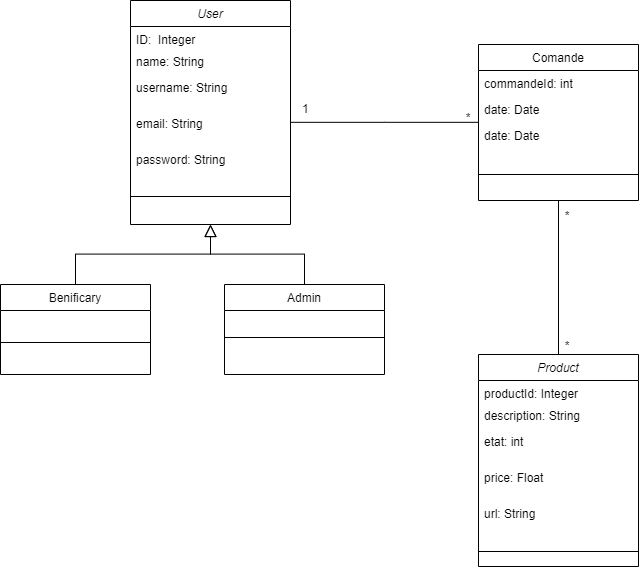 User
ID: Integer
name: String
username: String
email: String
password: String
1
*
Comande
commandeId: int
date: Date
date: Date
*
*
Benificary
Admin
Product
productId: Integer
description: String
etat: int
price: Float
url: String